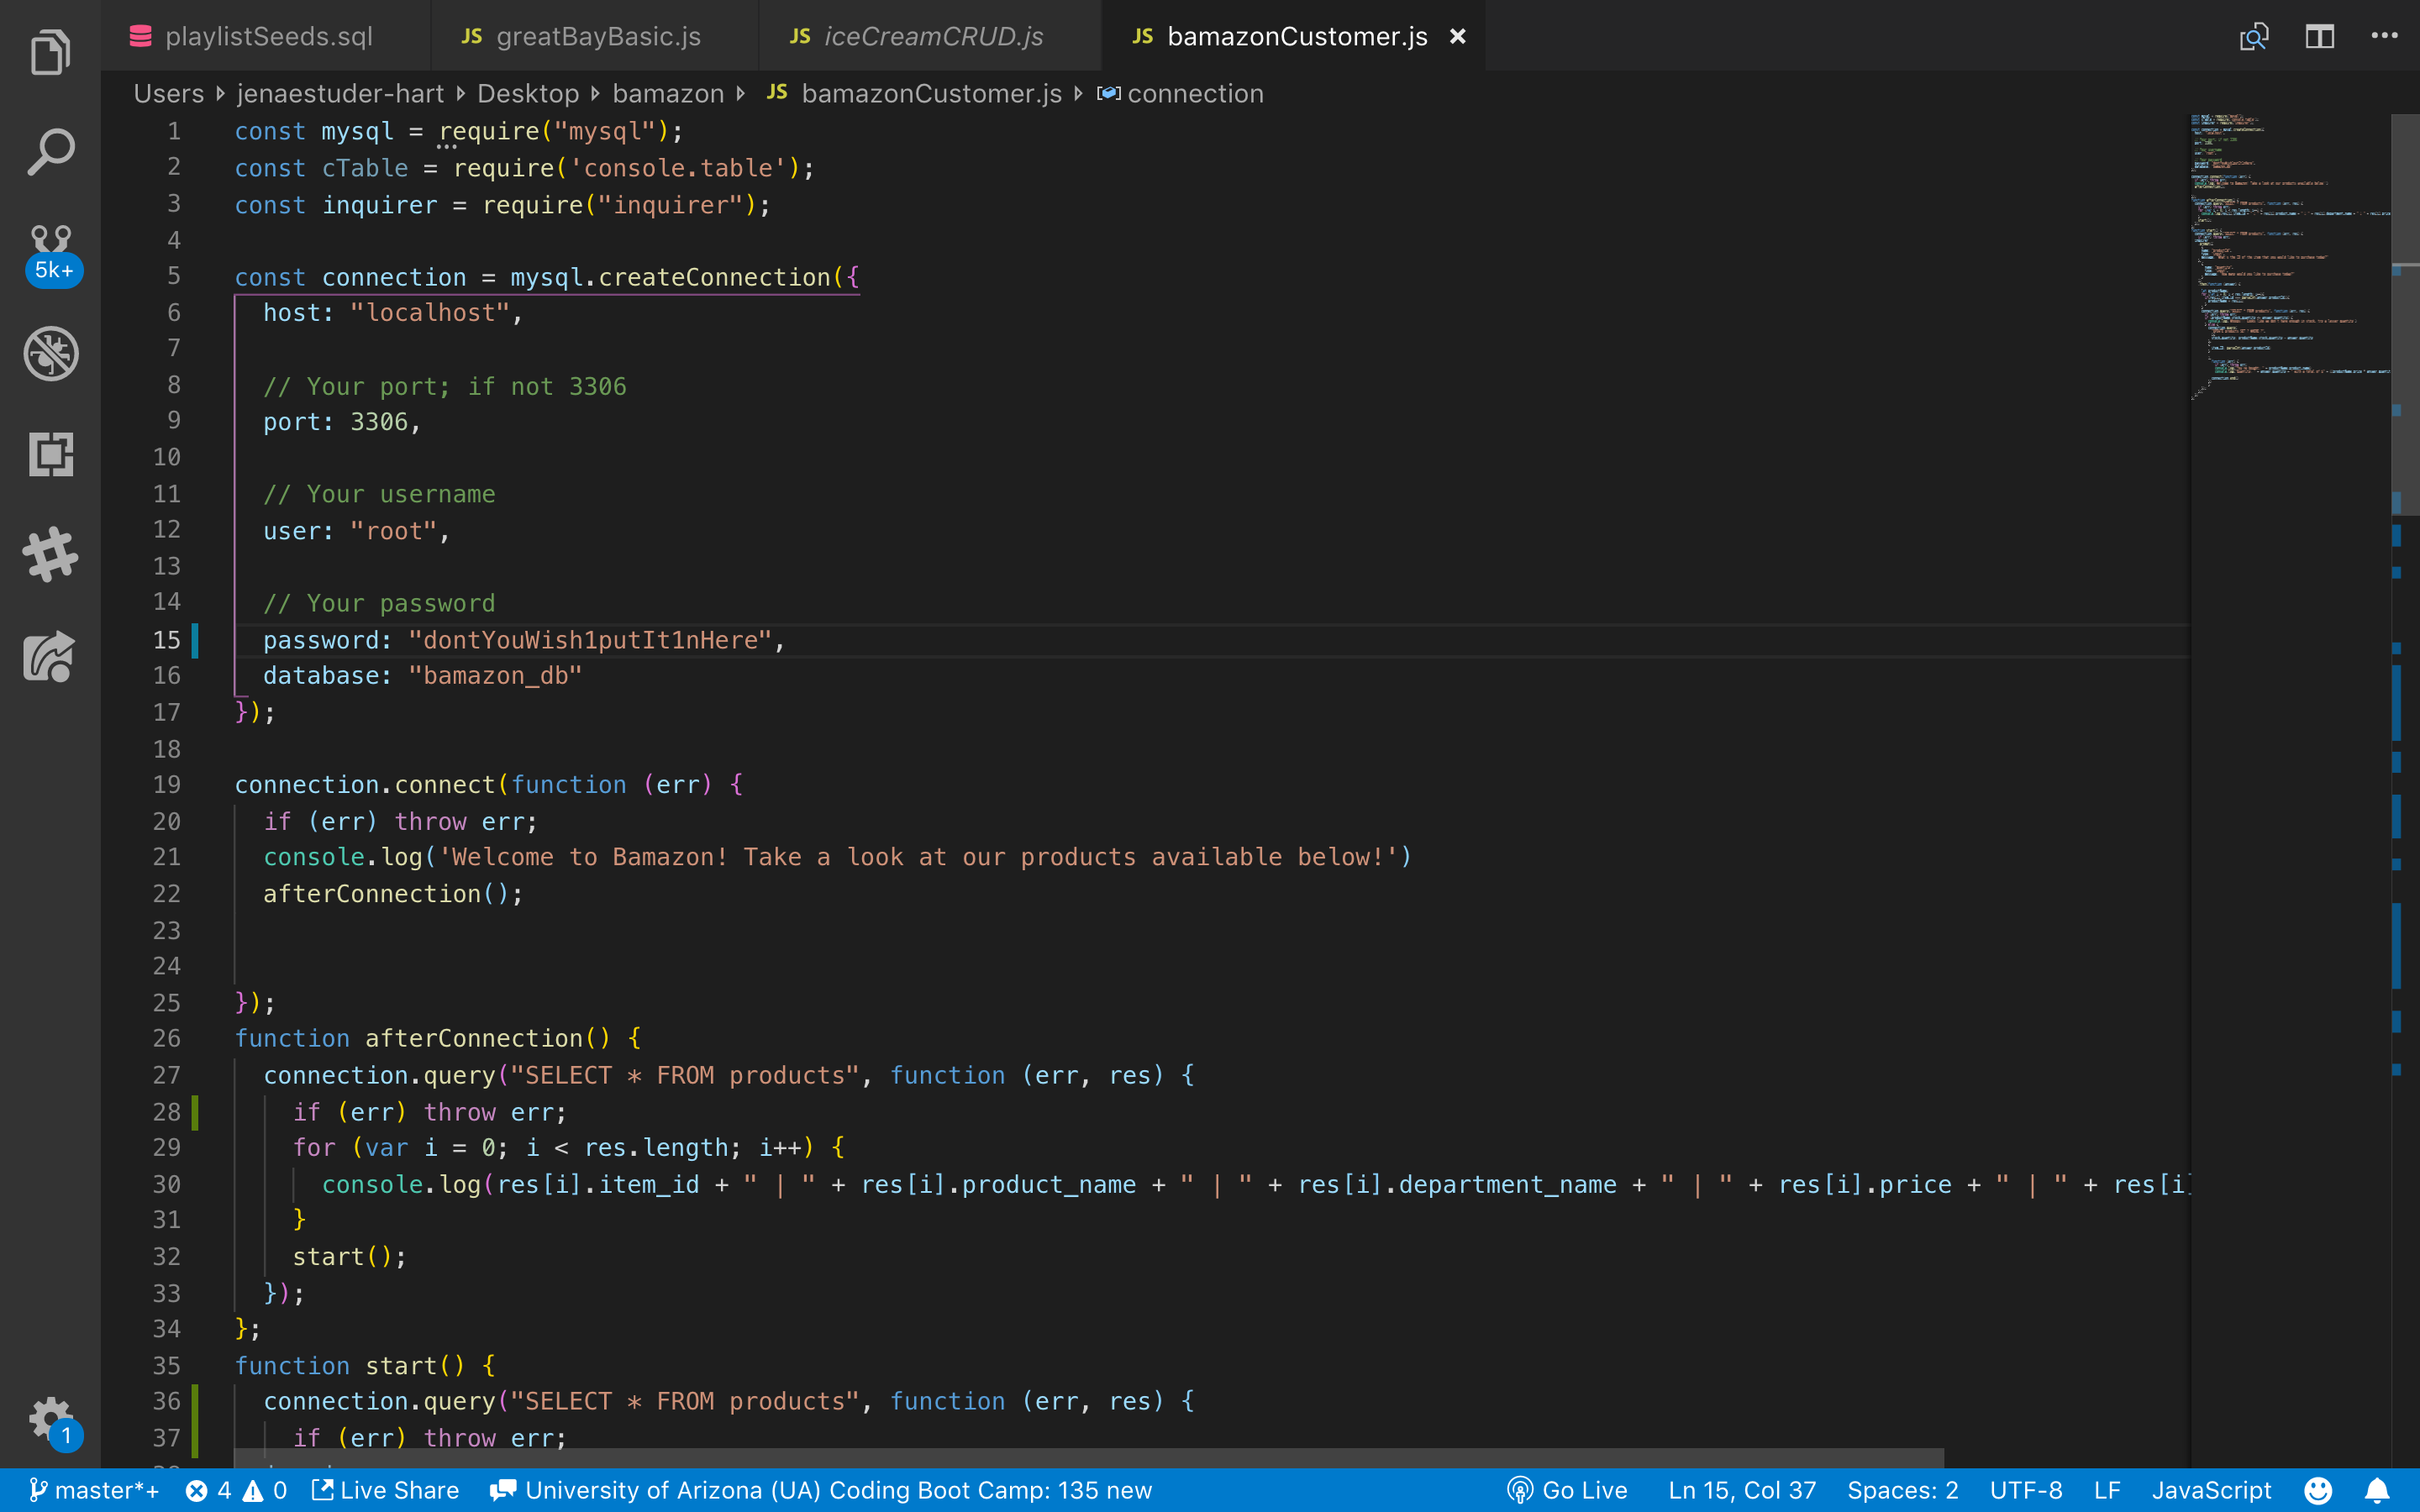 playlistSeeds.sql
JS greatBayBasic.js
JS iceCreamCRUD.js
JS bamazonCustomer.js
Users jenaestuder-hart Desktop bamazon JS bamazonCustomer.js connection
5k+
1 const mysql = require("mysql");
2 const cTable = require('console.table');
3 const inquirer = require("inquirer");
4
5 const connection = mysql.createConnection({
6 host: "localhost",
7
8 // Your port; if not 3306
9 port: 3306,
10
11 // Your username
12 user: "root",
13
14 // Your password
15 password: "dontYouWish1putIt1nHere",
16 database: "bamazon_db"
17 });
18
19 connection.connect(function (err) {
20 if (err) throw err;
21 console.log('Welcome to Bamazon! Take a look at our products available below!')
22 afterConnection();
23
24
25 });
26 function afterConnection() {
27 connection.query("SELECT * FROM products", function (err, res) {
28 if (err) throw err;
29 for (var i = 0; i < res.length; i++) {
30 console.log(res[i].item_id + " | " + res[i].product_name + " | " + res[i].department_name + " | " + res[i].price + " | " + res[i]
31 }
32 start();
33 });
34 };
35 function start() {
36 connection.query("SELECT * FROM products", function (err, res) {
37 if (err) throw err;
1
master*+ 4 0 Live Share University of Arizona (UA) Coding Boot Camp: 135 new Go Live Ln 15, Col 37 Spaces: 2 UTF-8 LF JavaScript